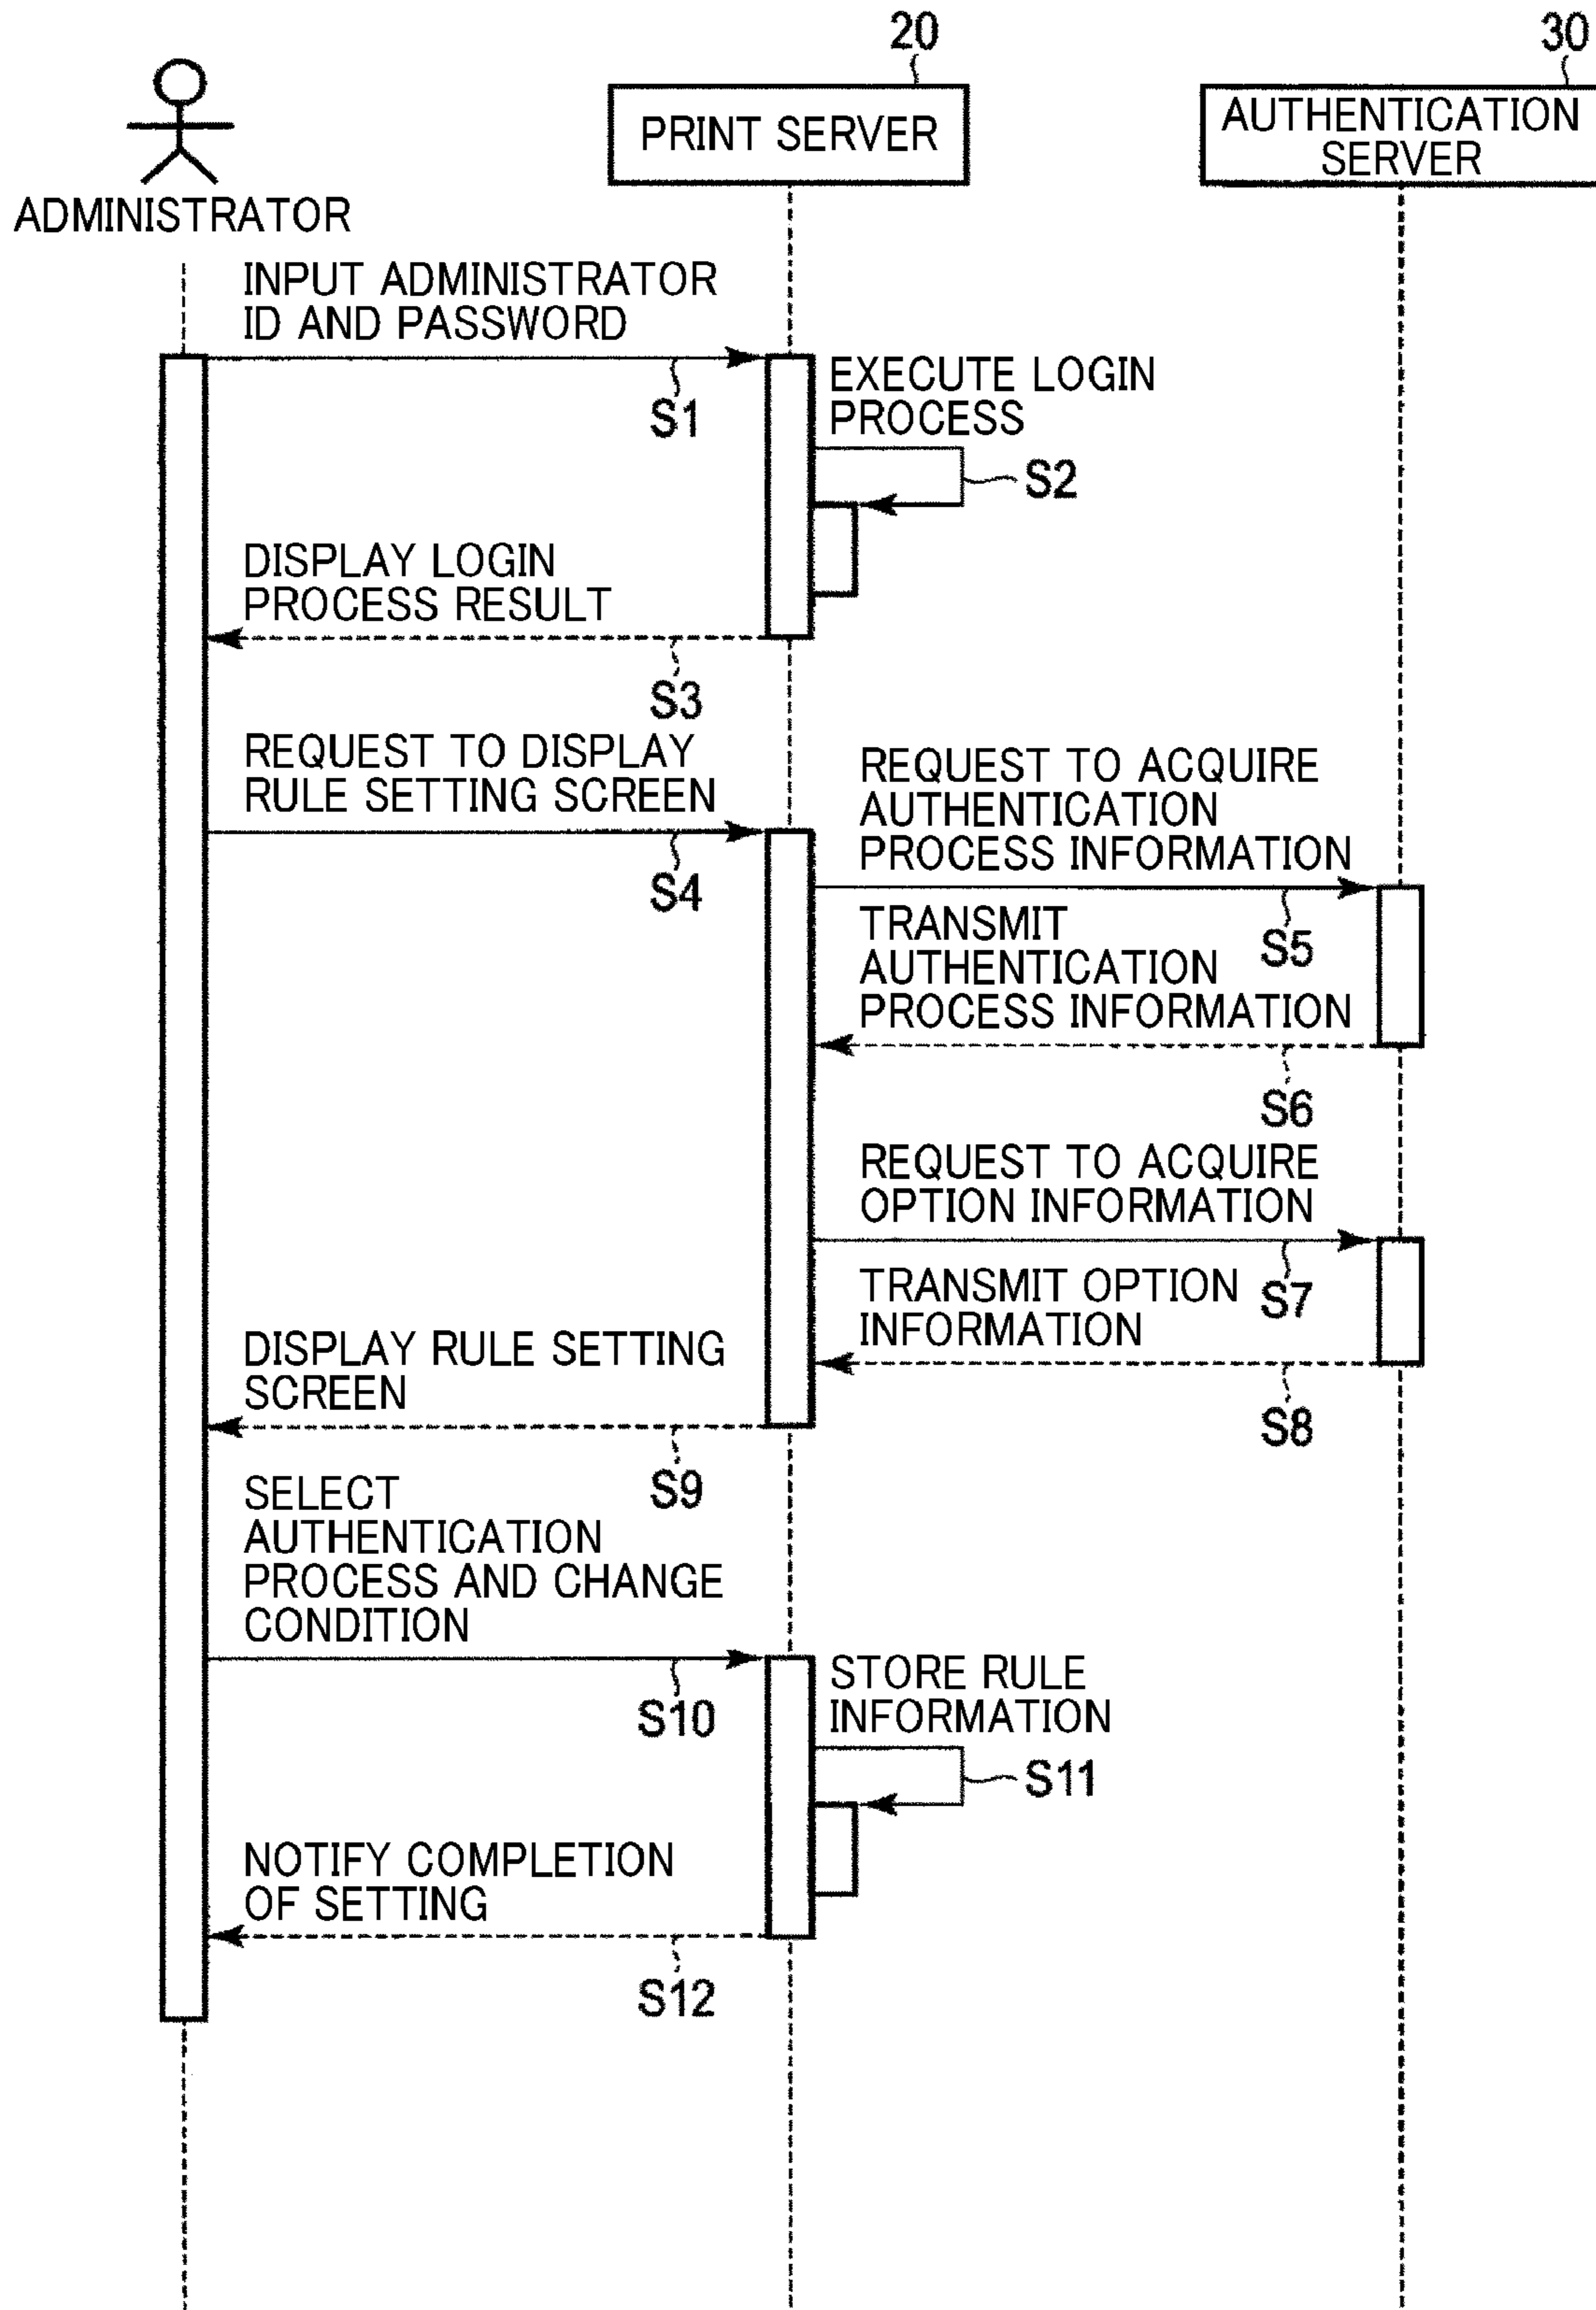 20
30
PRINT SERVER
AUTHENTICATION
SERVER
ADMINISTRATOR
INPUT ADMINISTRATOR
ID AND PASSWORD
S1
EXECUTE LOGIN
PROCESS
S2
DISPLAY LOGIN
PROCESS RESULT
S3
REQUEST TO DISPLAY
RULE SETTING SCREEN
S4
REQUEST TO ACQUIRE
AUTHENTICATION
PROCESS INFORMATION
S5
TRANSMIT
AUTHENTICATION
PROCESS INFORMATION
S6
REQUEST TO ACQUIRE
OPTION INFORMATION
S7
TRANSMIT OPTION
INFORMATION
S8
DISPLAY RULE SETTING
SCREEN
S9
SELECT
AUTHENTICATION
PROCESS AND CHANGE
CONDITION
S10
STORE RULE
INFORMATION
S11
NOTIFY COMPLETION
OF SETTING
S12